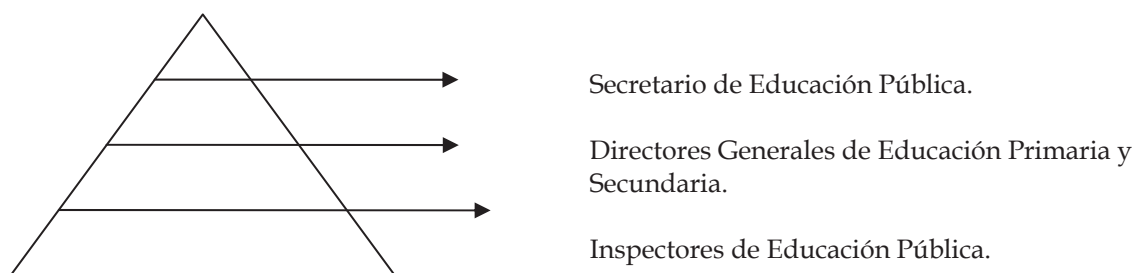 Secretario de Educación Pública.
Directores Generales de Educación Primaria y
Secundaria.
Inspectores de Educación Pública.